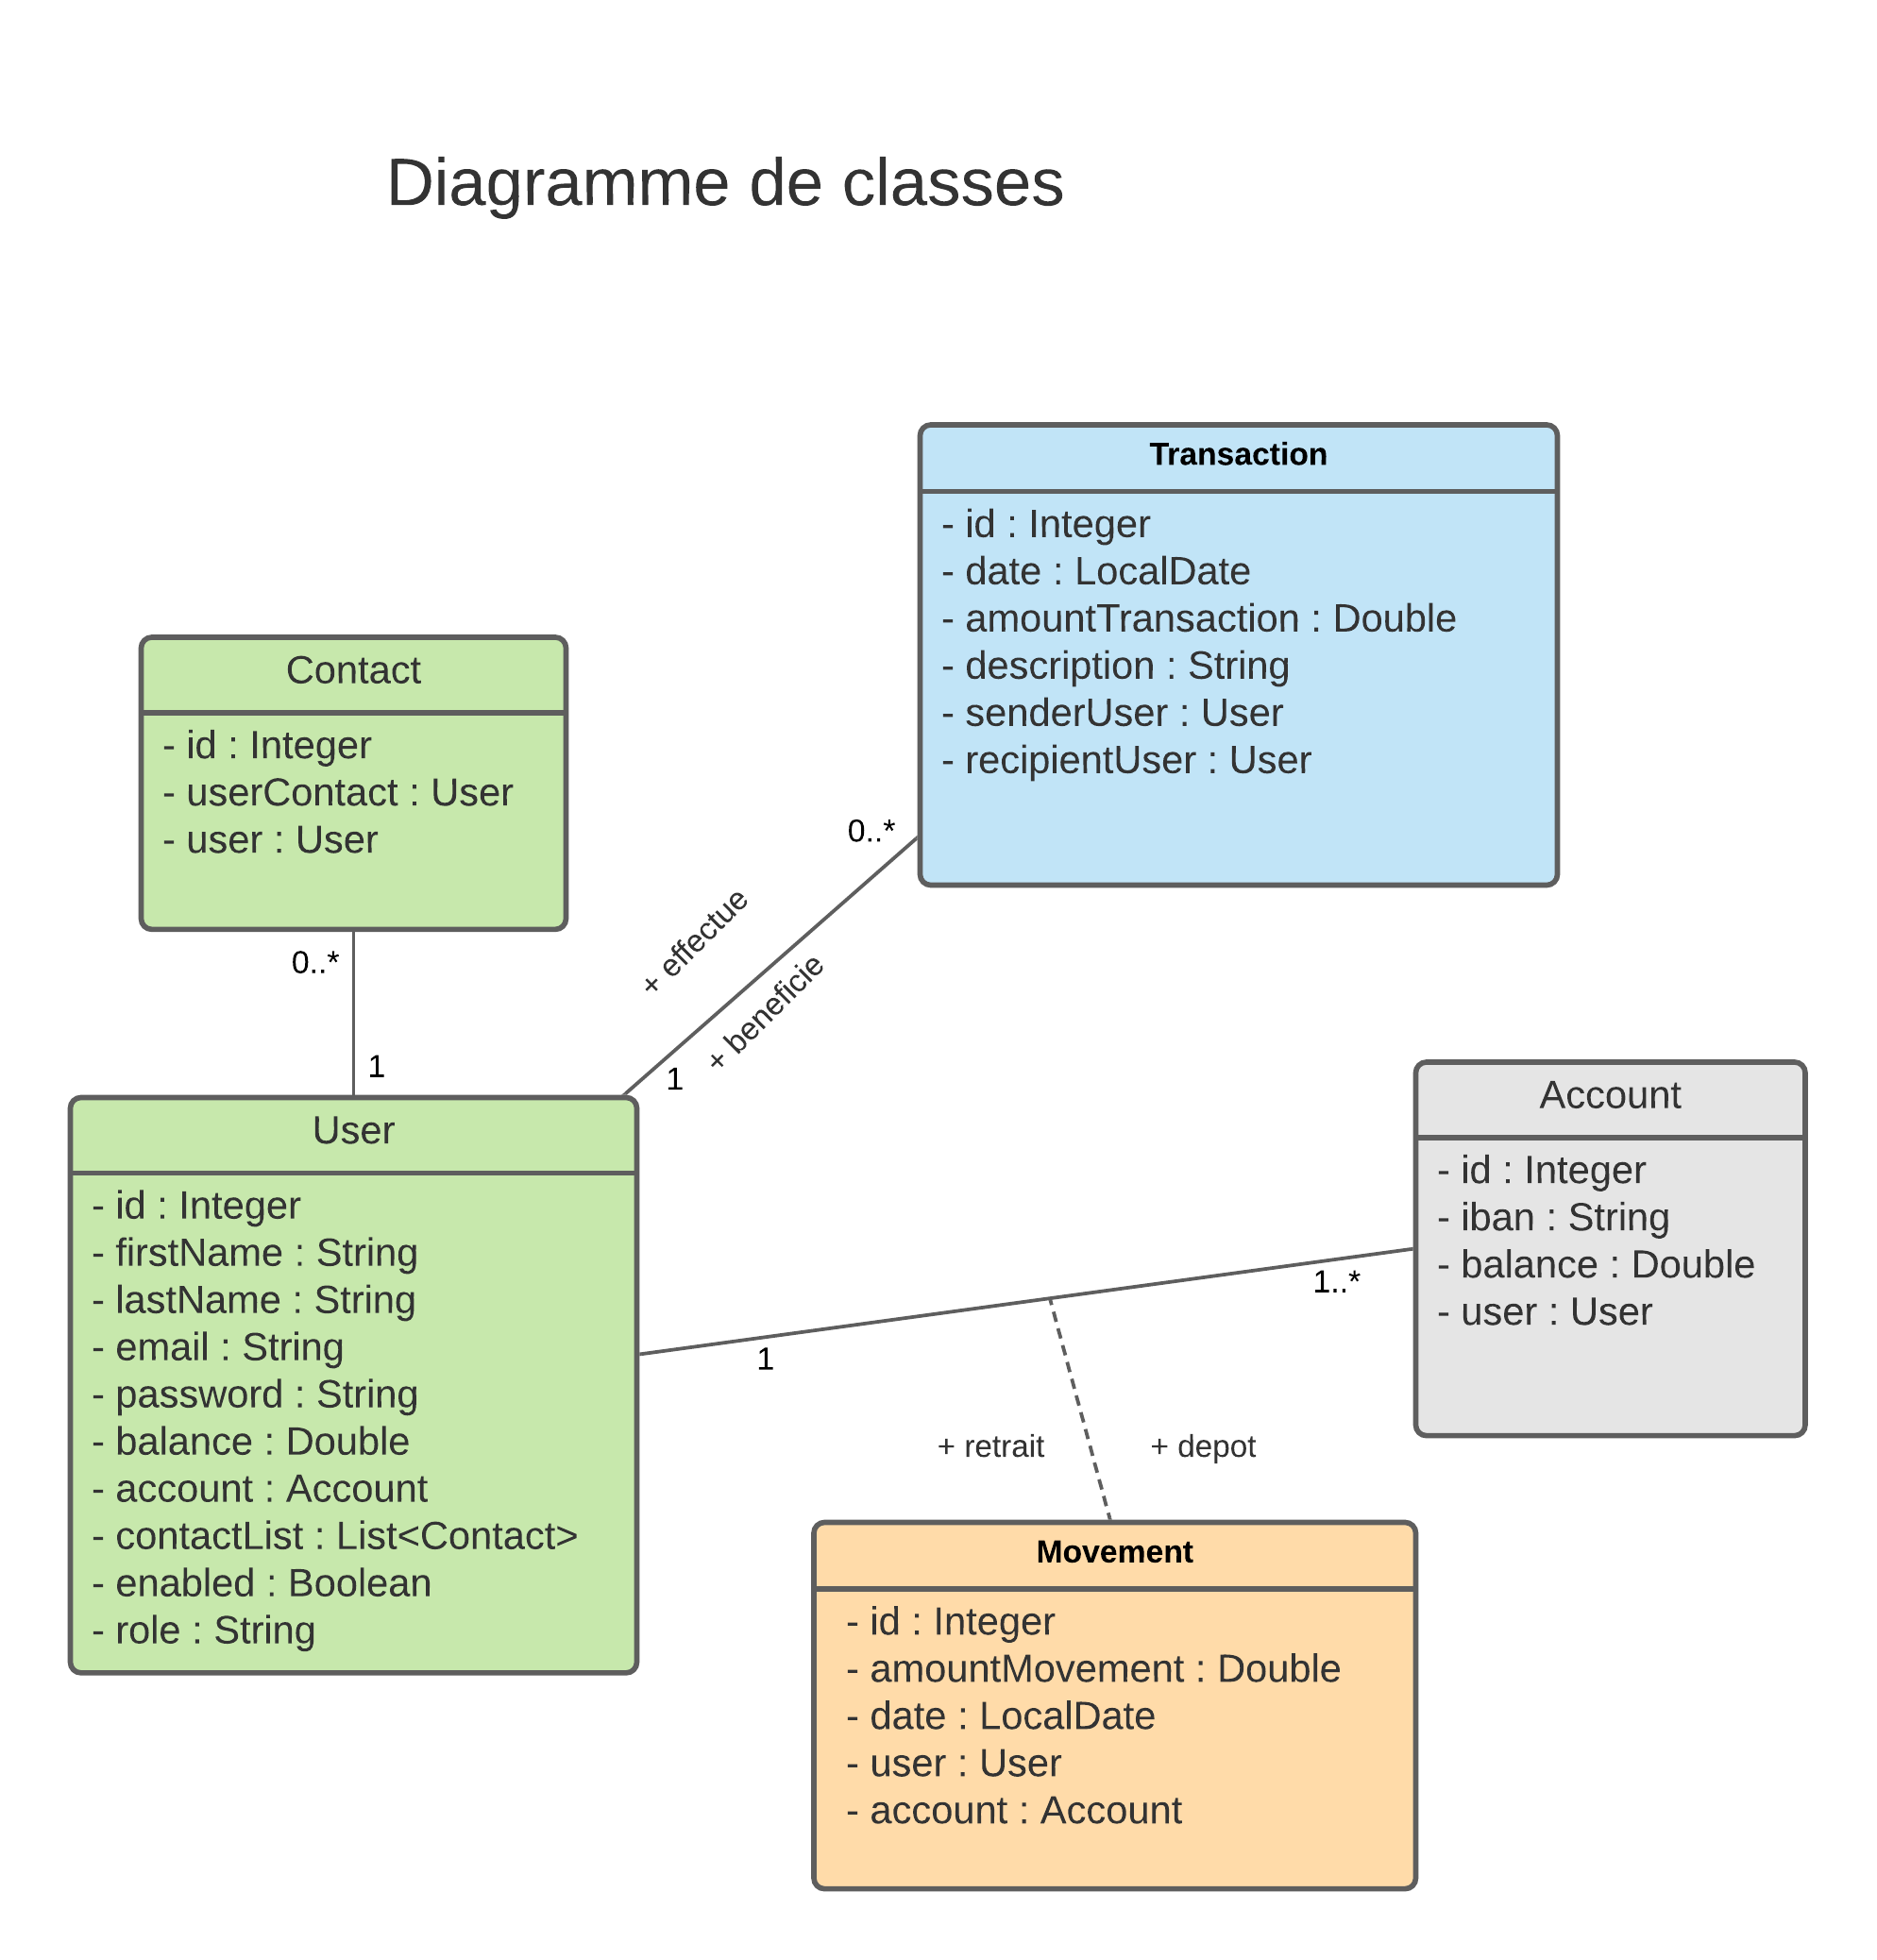 Diagramme de classes
Transaction
- id : Integer
- date : LocalDate
- amountTransaction : Double
- description : String
- senderUser : User
- recipientUser : User
Contact
- id : Integer
- userContact : User
- user : User
0..*
+ effectue
+ beneficie
0..*
1
1
User
- id : Integer
- firstName : String
- lastName : String
- email : String
- password : String
- balance : Double
- account : Account
- contactList : List<Contact>
- enabled : Boolean
- role : String
Account
- id : Integer
- iban : String
- balance : Double
- user : User
1..*
1
+ retrait
+ depot
Movement
- id : Integer
- amountMovement : Double
- date : LocalDate
- user : User
- account : Account